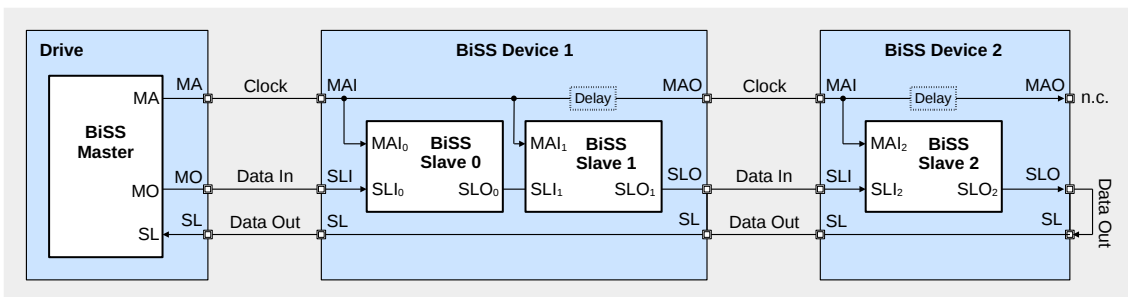 Drive
BiSS Device 1
BiSS Device 2
MA
Clock
MAI
MAO
Clock
MAI
MAO
MA
Delay
Delay
n.c.
BiSS
Master
MAI₀
BiSS
Slave 0
MAI₁
BiSS
Slave 1
MAI₂
BiSS
Slave 2
MO
MO
Data In
SLI
SLI₀
SLO₀
SLI₁
SLO₁
SLO
Data In
SLI
SLI₂
SLO₂
SLO
SL
SL
Data Out
SL
SL
Data Out
SL
SL
Data Out